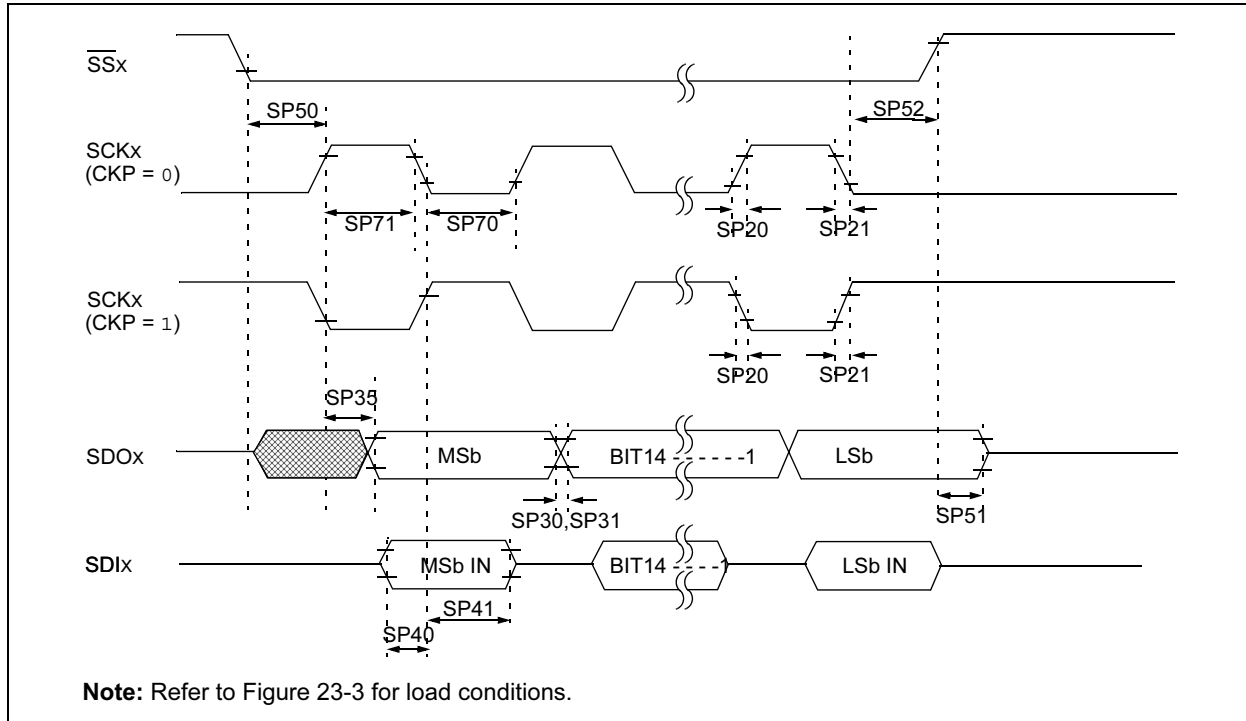 SSx
SP50
SP52
SCKx
(CKP = 0)
SP71
SP70
SP20
SP21
SCKx
(CKP = 1)
SP20
SP21
SP35
SDOx
MSb
BIT14 - - - - - -1
LSb
SP30,SP31
SP51
SDIx
MSb IN
BIT14 - - - - -1
LSb IN
SP41
SP40
Note: Refer to Figure 23-3 for load conditions.